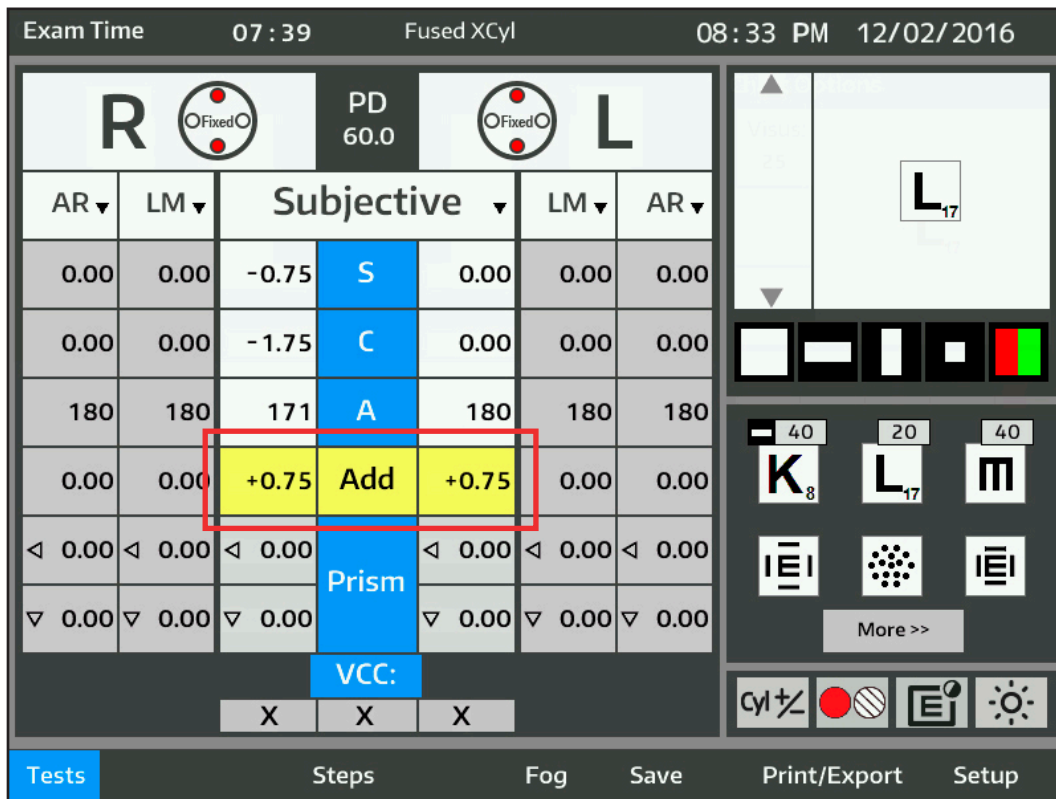 Exam Time 07:39 Fused XCyl 08:33 PM 12/02/2016
R Fixed PD 60.0 Fixed L
AR LM Subjective LM AR
0.00 0.00 -0.75 S 0.00 0.00 0.00
0.00 0.00 -1.75 C 0.00 0.00 0.00
180 180 171 A 180 180 180
0.00 0.00 +0.75 Add +0.75 0.00 0.00
0.00 0.00 0.00 Prism 0.00 0.00 0.00
0.00 0.00 0.00 0.00 0.00 0.00
VCC:
X X X
L 17
40 20 40
K 8 L 17 m
E E
More >>
Cyl +/- E
Tests Steps Fog Save Print/Export Setup